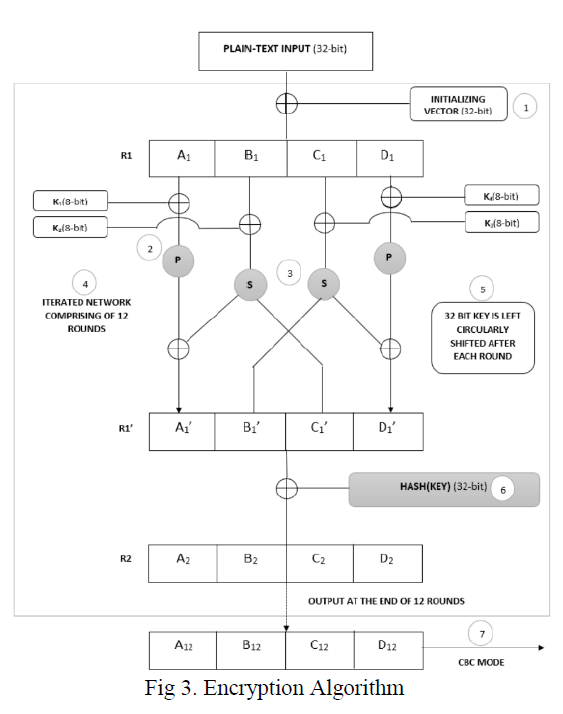 PLAIN-TEXT INPUT (32-bit)
INITIALIZING
VECTOR (32-bit)
1
R1
A1
B1
C1
D1
K1(8-bit)
K4(8-bit)
K2(8-bit)
K3(8-bit)
2
P
3
P
S
S
4
5
ITERATED NETWORK
COMPRISING OF 12
ROUNDS
32 BIT KEY IS LEFT
CIRCULARLY
SHIFTED AFTER
EACH ROUND
R1'
A1'
B1'
C1'
D1'
HASH(KEY) (32-bit)
6
R2
A2
B2
C2
D2
OUTPUT AT THE END OF 12 ROUNDS
7
A12
B12
C12
D12
CBC MODE
Fig 3. Encryption Algorithm